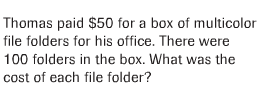 Thomas paid $50 for a box of multicolor
file folders for his office. There were
100 folders in the box. What was the
cost of each file folder?